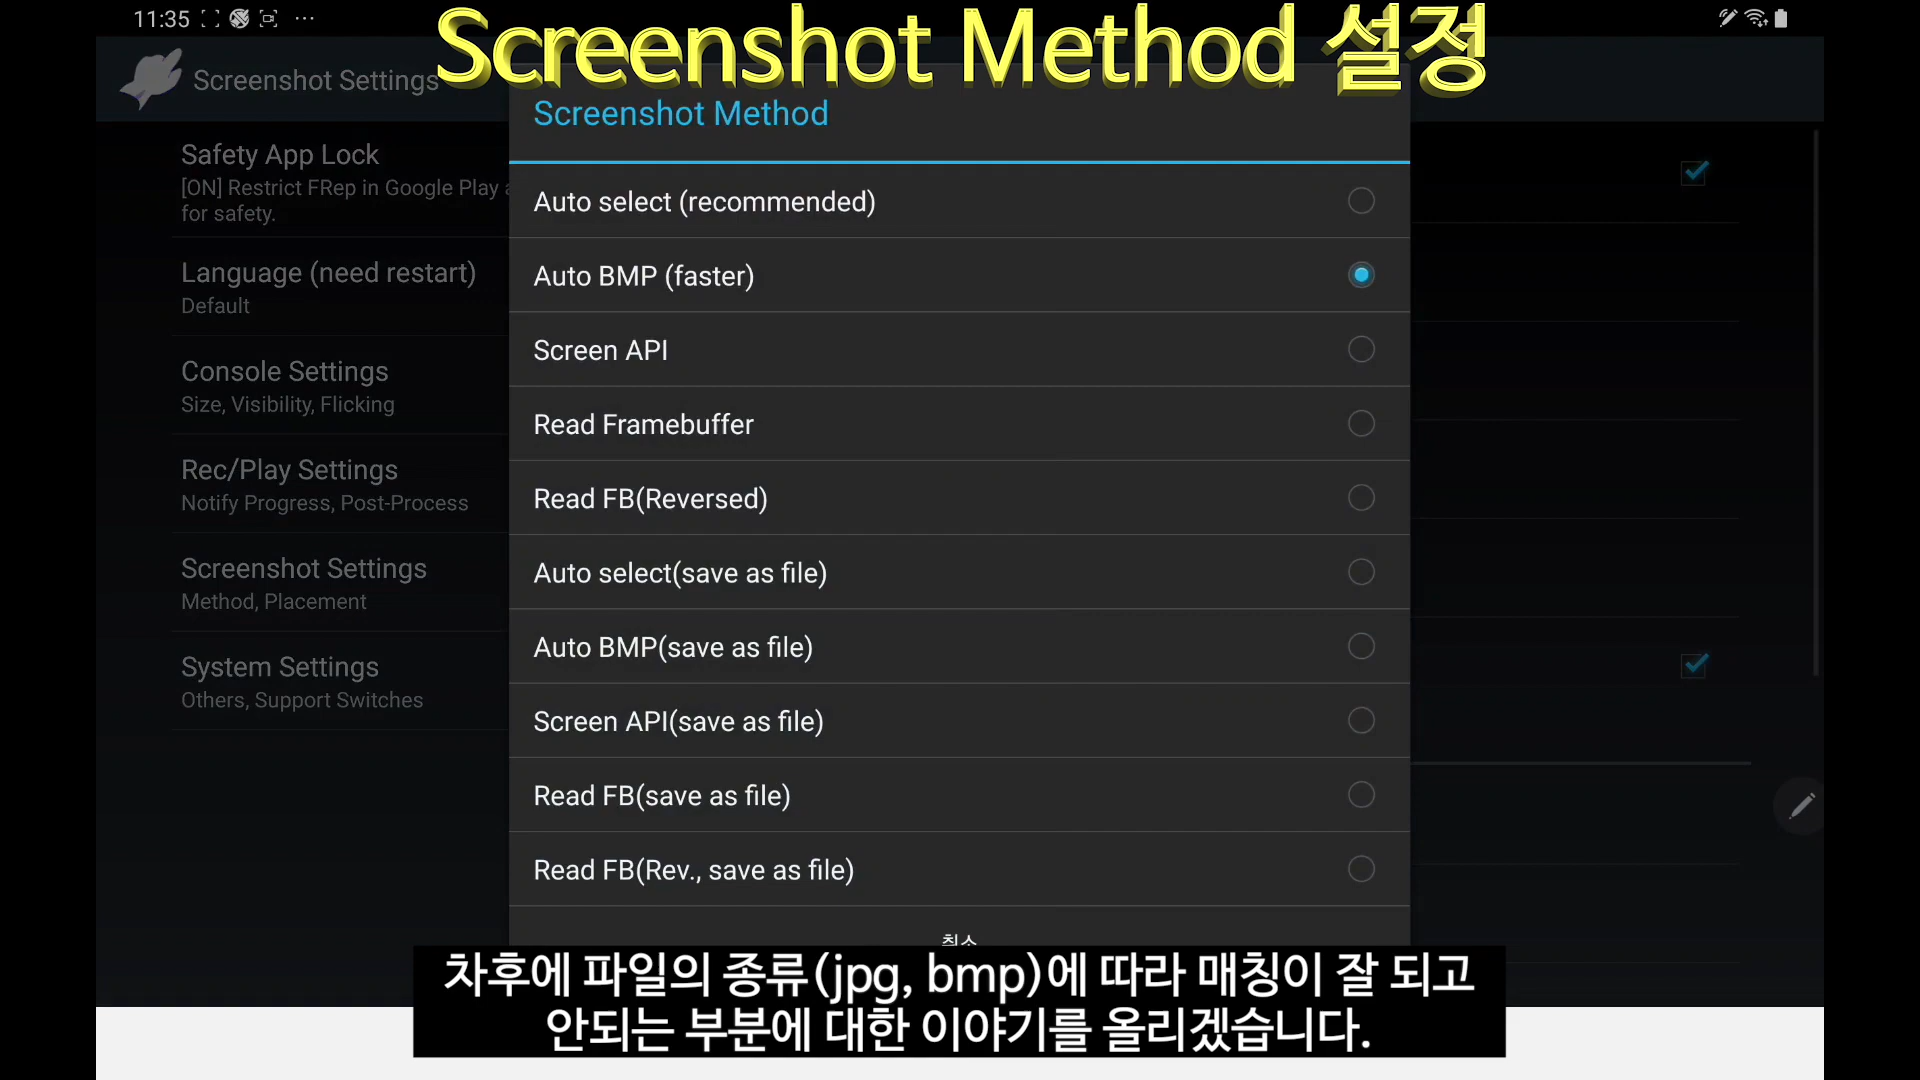 11:35
Screenshot Method 설정
Screenshot Settings
Safety App Lock
[ON] Restrict FRep in Google Play
for safety.
Language (need restart)
Default
Console Settings
Size, Visibility, Flicking
Rec/Play Settings
Notify Progress, Post-Process
Screenshot Settings
Method, Placement
System Settings
Others, Support Switches
Screenshot Method
Auto select (recommended)
Auto BMP (faster)
Screen API
Read Framebuffer
Read FB(Reversed)
Auto select(save as file)
Auto BMP(save as file)
Screen API(save as file)
Read FB(save as file)
Read FB(Rev., save as file)
취소
차후에 파일의 종류(jpg, bmp)에 따라 매칭이 잘 되고
안되는 부분에 대한 이야기를 올리겠습니다.